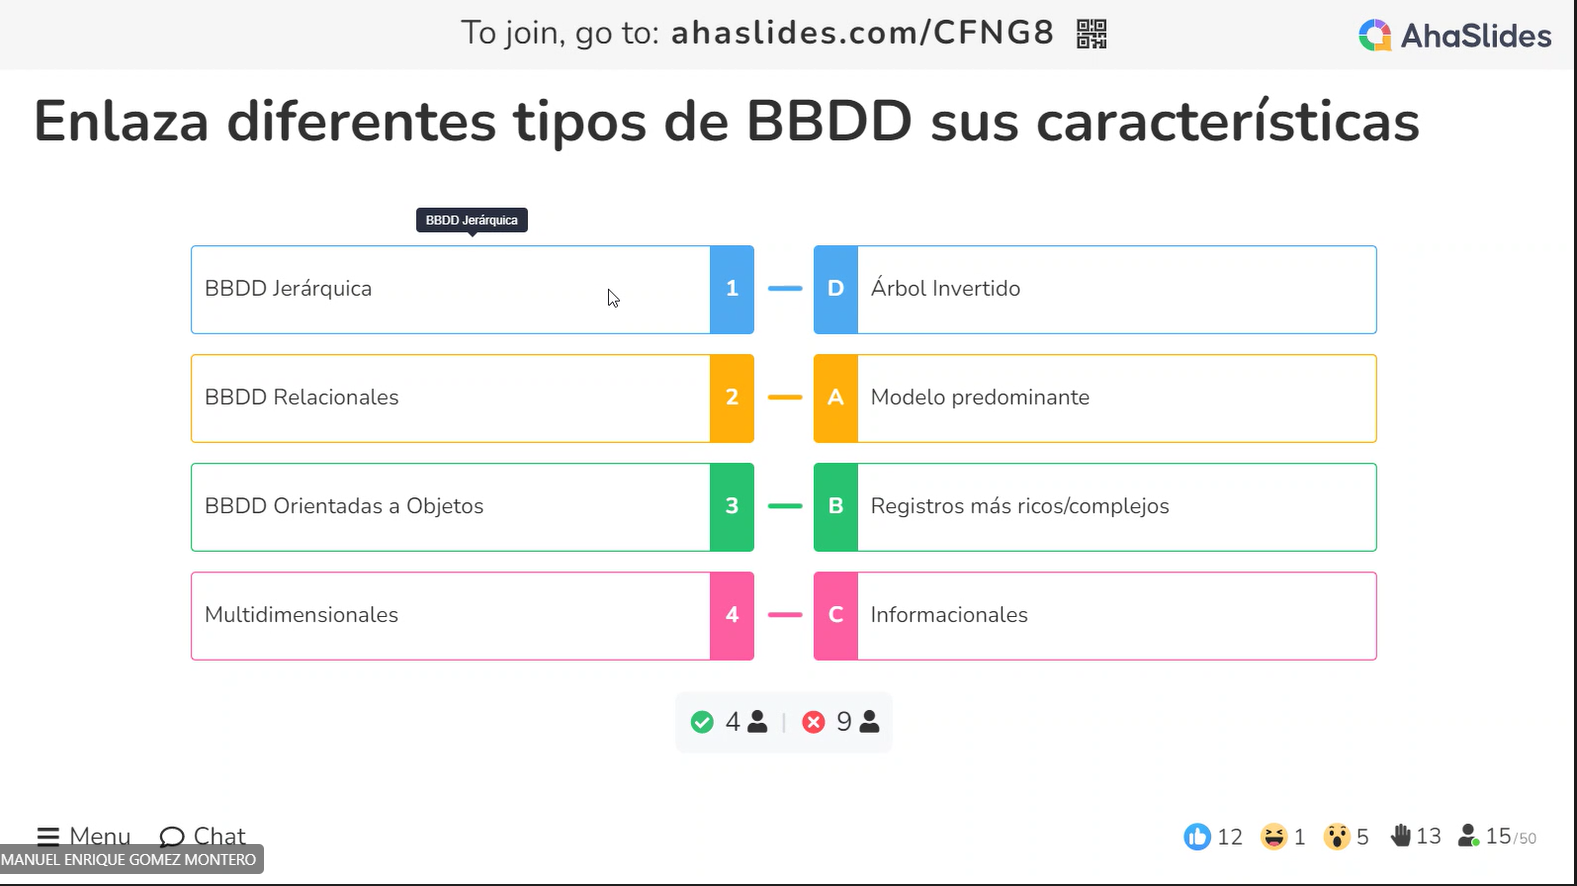 To join, go to: ahaslides.com/CFNG8
AhaSlides
Enlaza diferentes tipos de BBDD sus características
BBDD Jerárquica
BBDD Jerárquica 1 D Árbol Invertido
BBDD Relacionales 2 A Modelo predominante
BBDD Orientadas a Objetos 3 B Registros más ricos/complejos
Multidimensionales 4 C Informacionales
4 | 9
Menu Chat 12 1 5 13 15/50
MANUEL ENRIQUE GOMEZ MONTERO